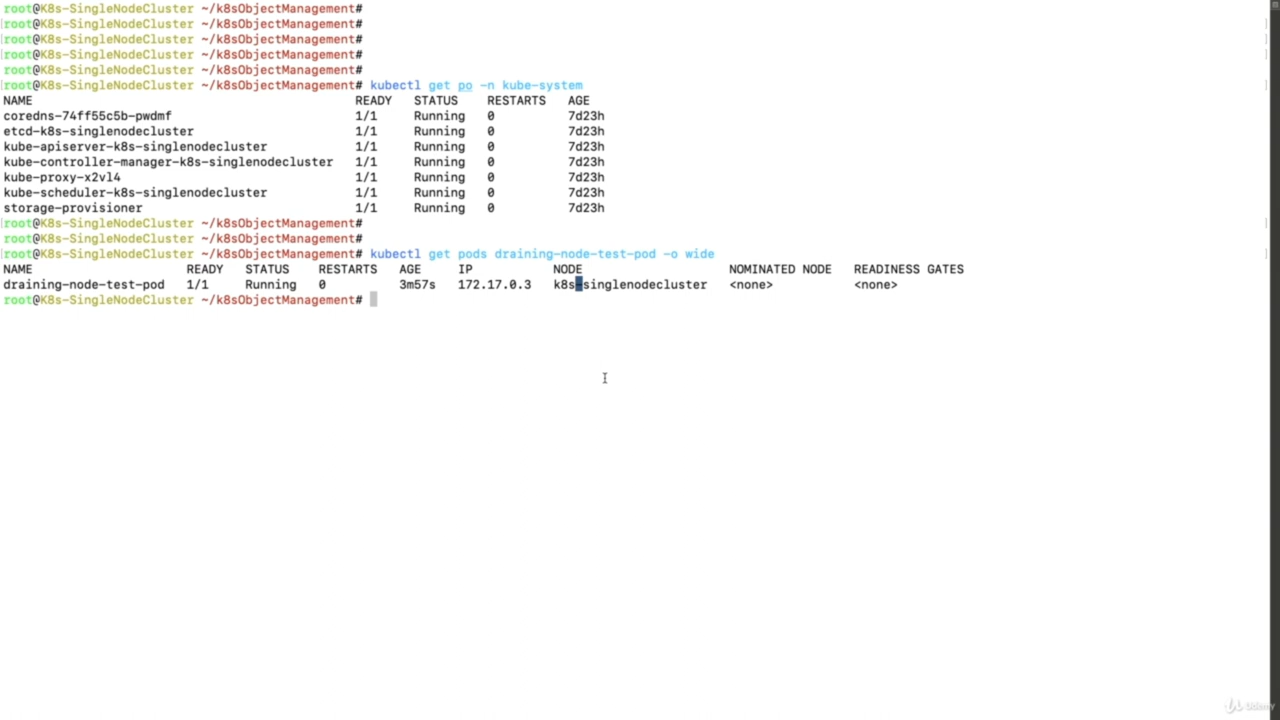 root@K8s-SingleNodeCluster ~/k8sObjectManagement#
root@K8s-SingleNodeCluster ~/k8sObjectManagement#
root@K8s-SingleNodeCluster ~/k8sObjectManagement#
root@K8s-SingleNodeCluster ~/k8sObjectManagement#
root@K8s-SingleNodeCluster ~/k8sObjectManagement#
root@K8s-SingleNodeCluster ~/k8sObjectManagement# kubectl get po -n kube-system
NAME READY STATUS RESTARTS AGE
coredns-74ff55c5b-pwdmf 1/1 Running 0 7d23h
etcd-k8s-singlenodecluster 1/1 Running 0 7d23h
kube-apiserver-k8s-singlenodecluster 1/1 Running 0 7d23h
kube-controller-manager-k8s-singlenodecluster 1/1 Running 0 7d23h
kube-proxy-x2vl4 1/1 Running 0 7d23h
kube-scheduler-k8s-singlenodecluster 1/1 Running 0 7d23h
storage-provisioner 1/1 Running 0 7d23h
root@K8s-SingleNodeCluster ~/k8sObjectManagement#
root@K8s-SingleNodeCluster ~/k8sObjectManagement#
root@K8s-SingleNodeCluster ~/k8sObjectManagement# kubectl get pods draining-node-test-pod -o wide
NAME READY STATUS RESTARTS AGE IP NODE NOMINATED NODE READINESS GATES
draining-node-test-pod 1/1 Running 0 3m57s 172.17.0.3 k8s-singlenodecluster <none> <none>
root@K8s-SingleNodeCluster ~/k8sObjectManagement#
Udemy